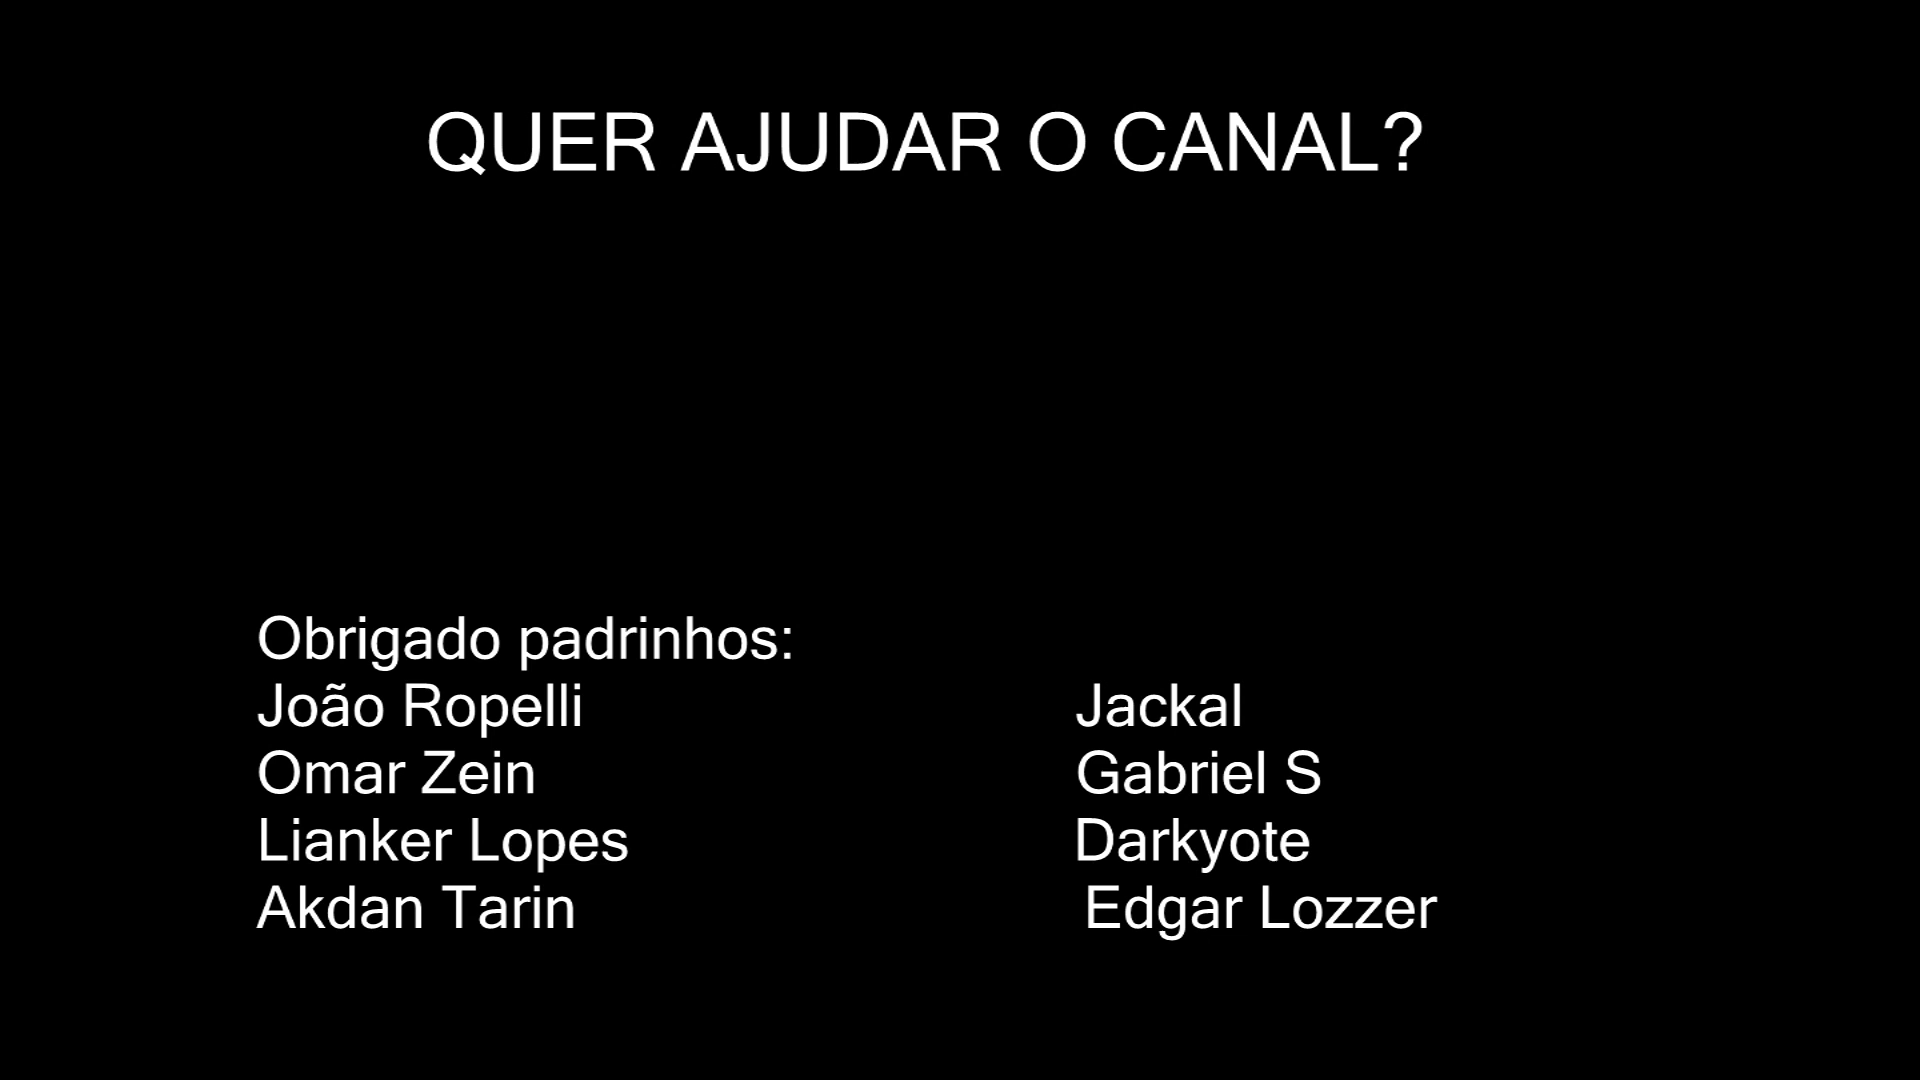 QUER AJUDAR O CANAL?
Obrigado padrinhos:
João Ropelli
Omar Zein
Lianker Lopes
Akdan Tarin
Jackal
Gabriel S
Darkyote
Edgar Lozzer